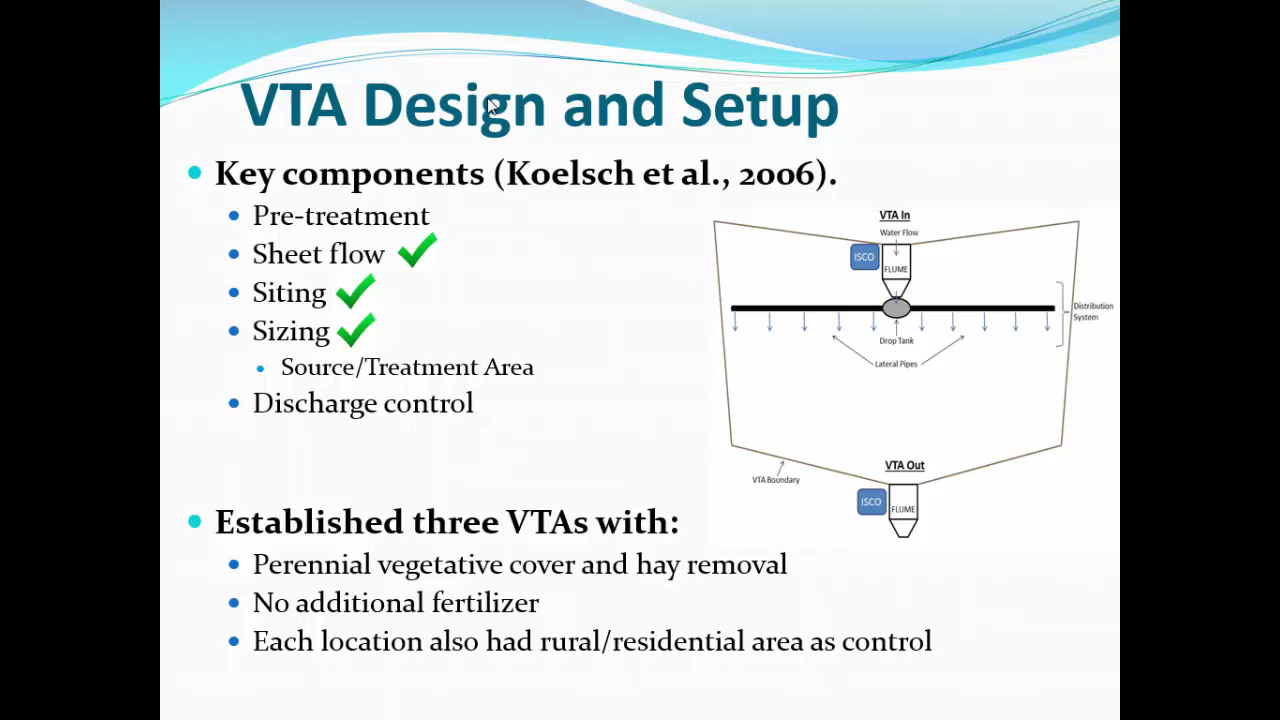 VTA Design and Setup
Key components (Koelsch et al., 2006).
Pre-treatment
Sheet flow
Siting
Sizing
Source/Treatment Area
Discharge control
VTA In
Water Flow
ISCO
FLUME
Distribution
System
Drop Tank
Lateral Pipes
VTA Out
VTA Boundary
ISCO
FLUME
Established three VTAs with:
Perennial vegetative cover and hay removal
No additional fertilizer
Each location also had rural/residential area as control